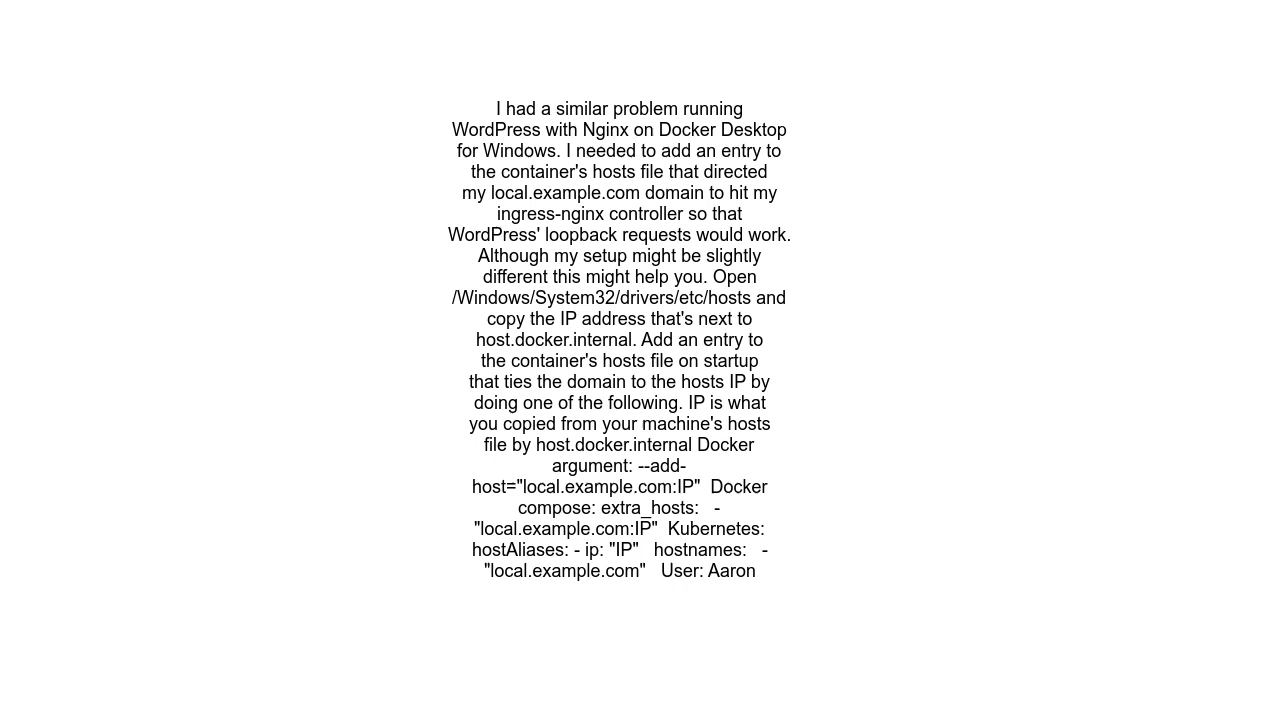 I had a similar problem running
WordPress with Nginx on Docker Desktop
for Windows. I needed to add an entry to
the container's hosts file that directed
my local.example.com domain to hit my
ingress-nginx controller so that
WordPress' loopback requests would work.
Although my setup might be slightly
different this might help you. Open
/Windows/System32/drivers/etc/hosts and
copy the IP address that's next to
host.docker.internal. Add an entry to
the container's hosts file on startup
that ties the domain to the hosts IP by
doing one of the following. IP is what
you copied from your machine's hosts
file by host.docker.internal Docker
argument: --add-
host="local.example.com:IP"  Docker
compose: extra_hosts:   -
"local.example.com:IP"  Kubernetes:
hostAliases: - ip: "IP"   hostnames:   -
"local.example.com"   User: Aaron